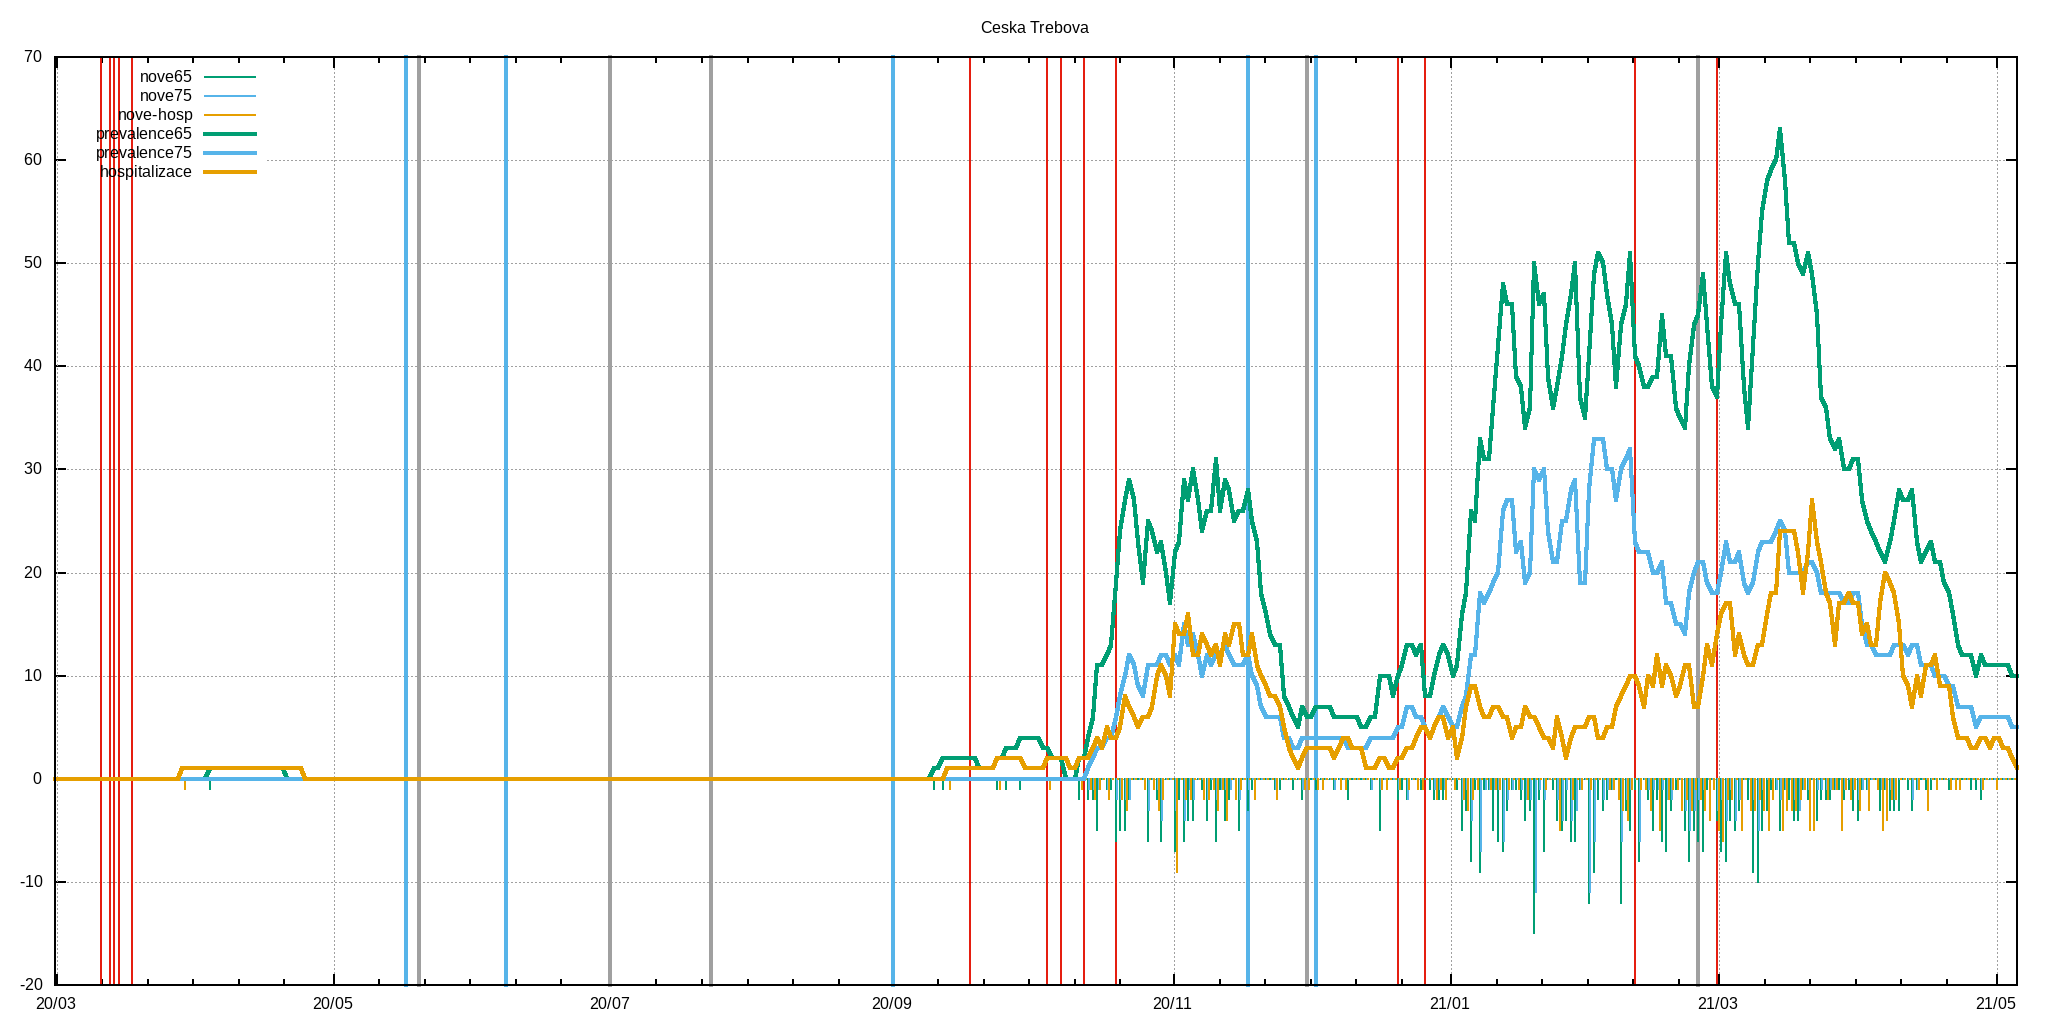 Ceska Trebova
70
60
50
40
30
20
10
0
-10
-20
nove65
nove75
nove-hosp
prevalence65
prevalence75
hospitalizace
20/03 20/05 20/07 20/09 20/11 21/01 21/03 21/05